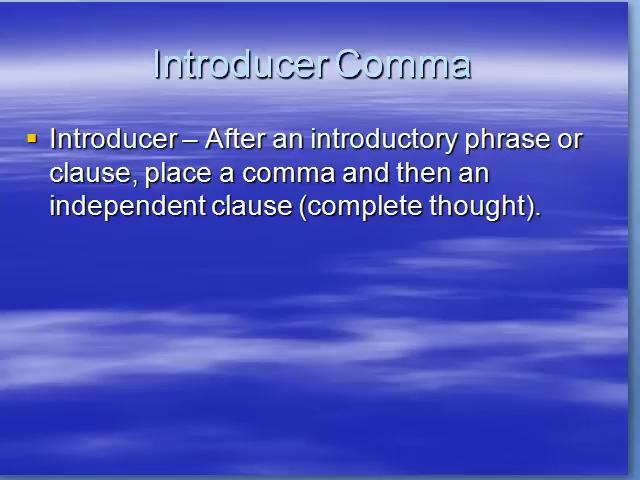 Introducer Comma
Introducer – After an introductory phrase or
clause, place a comma and then an
independent clause (complete thought).